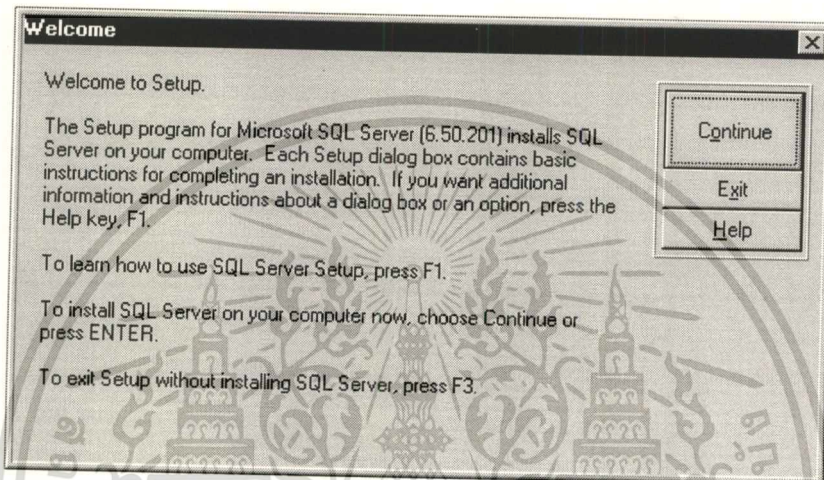 Welcome
Welcome to Setup.
The Setup program for Microsoft SQL Server (6.50.201) installs SQL
Server on your computer. Each Setup dialog box contains basic
instructions for completing an installation. If you want additional
information and instructions about a dialog box or an option, press the
Help key, F1.
To learn how to use SQL Server Setup, press F1.
To install SQL Server on your computer now, choose Continue or
press ENTER.
To exit Setup without installing SQL Server, press F3.
Continue
Exit
Help